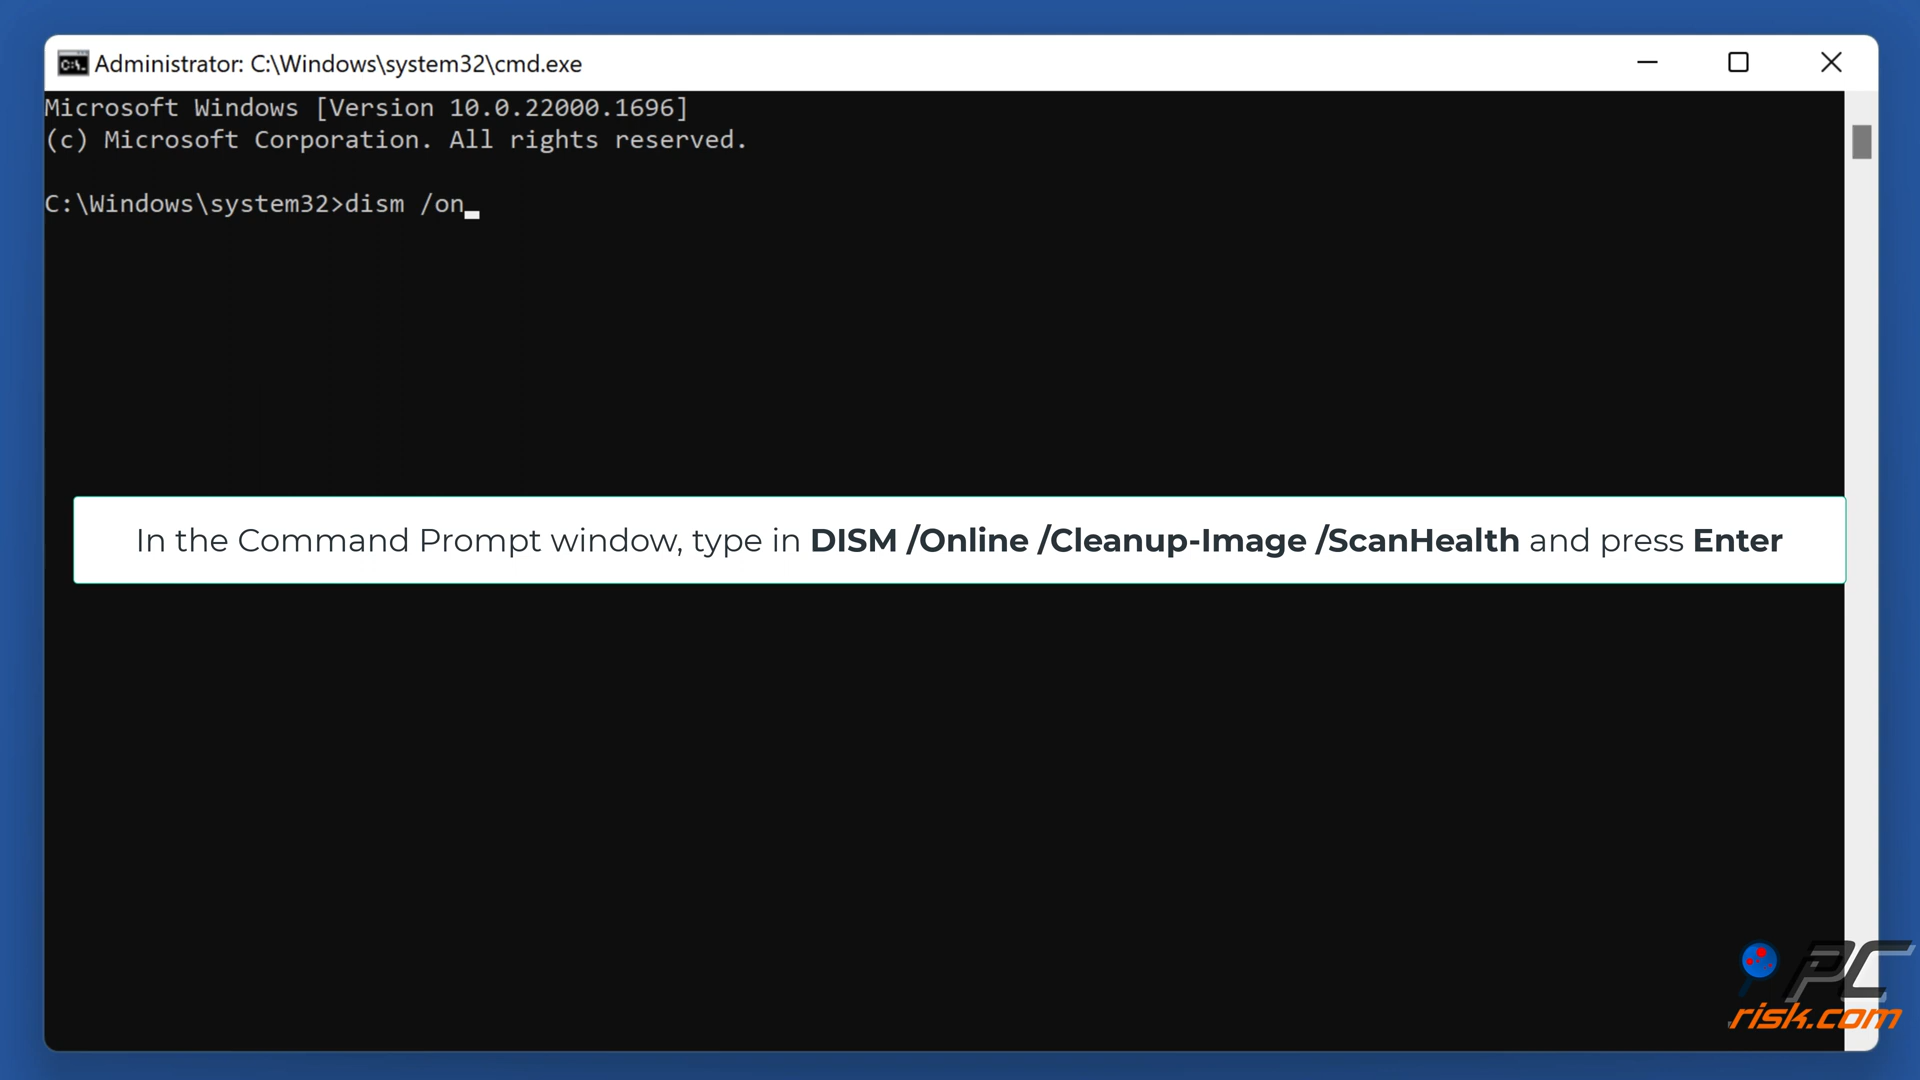 Administrator: C:\Windows\system32\cmd.exe
Microsoft Windows [Version 10.0.22000.1696]
(c) Microsoft Corporation. All rights reserved.
C:\Windows\system32>dism /on
In the Command Prompt window, type in DISM /Online /Cleanup-Image /ScanHealth and press Enter
PC
risk.com